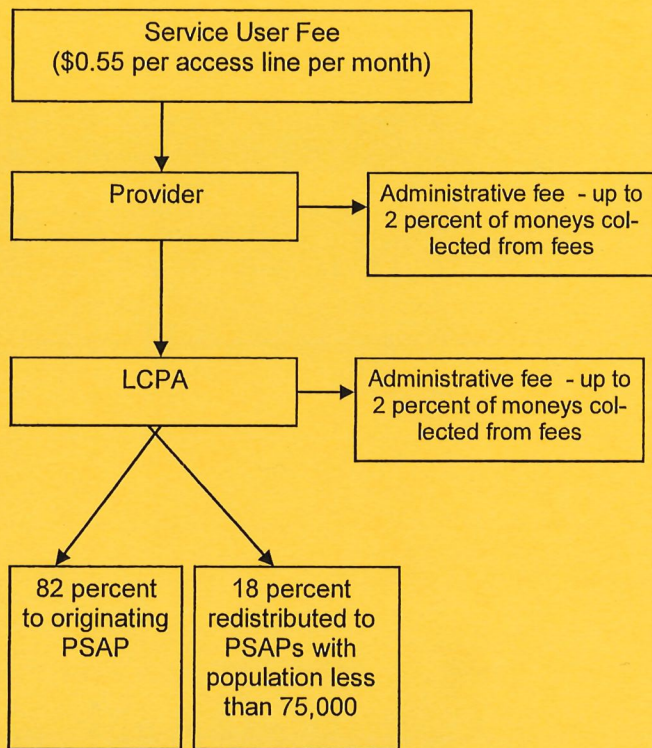 Service User Fee
($0.55 per access line per month)
Provider
Administrative fee - up to
2 percent of moneys col-
lected from fees
LCPA
Administrative fee - up to
2 percent of moneys col-
lected from fees
82 percent
to originating
PSAP
18 percent
redistributed to
PSAPs with
population less
than 75,000